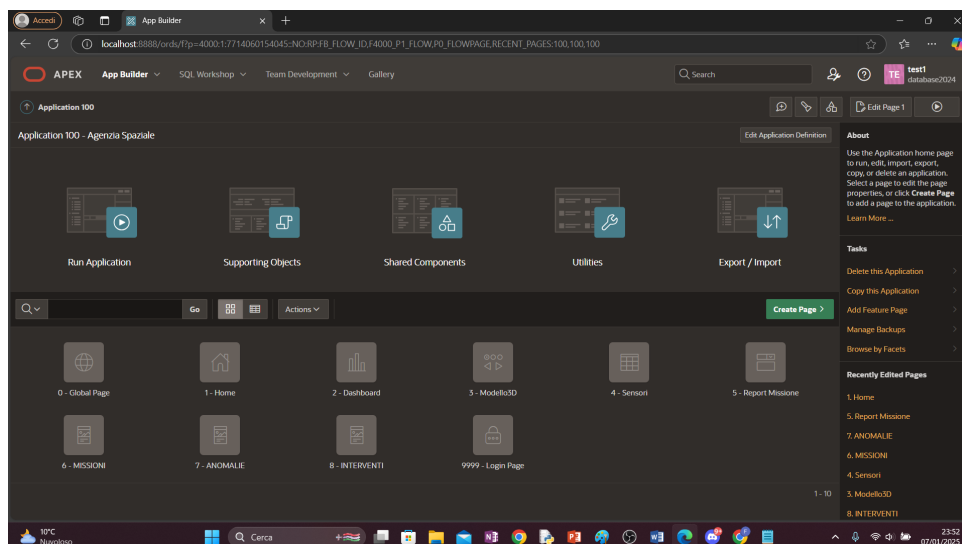 Accedi
App Builder
localhost:8888/ords/f?p=4000:1:7714060154045::NO:RP:FB_FLOW_ID,F4000_P1_FLOW,P0_FLOWPAGE,RECENT_PAGES:100,100,100
APEX App Builder SQL Workshop Team Development Gallery Search test1
TE database2024
Application 100 Edit Page 1
Application 100 - Agenzia Spaziale Edit Application Definition
Run Application Supporting Objects Shared Components Utilities Export / Import
Go Actions Create Page
0 - Global Page 1 - Home 2 - Dashboard 3 - Modello3D 4 - Sensori 5 - Report Missione
6 - MISSIONI 7 - ANOMALIE 8 - INTERVENTI 9999 - Login Page
1 - 10
About
Use the Application home page
to run, edit, import, export,
copy, or delete an application.
Select a page to edit the page
properties, or click Create Page
to add a page to the application.
Learn More ...
Tasks
Delete this Application
Copy this Application
Add Feature Page
Manage Backups
Browse by Facets
Recently Edited Pages
1. Home
5. Report Missione
7. ANOMALIE
6. MISSIONI
4. Sensori
3. Modello3D
8. INTERVENTI
10°C
Nuvoloso
Cerca
23:52
07/01/2025